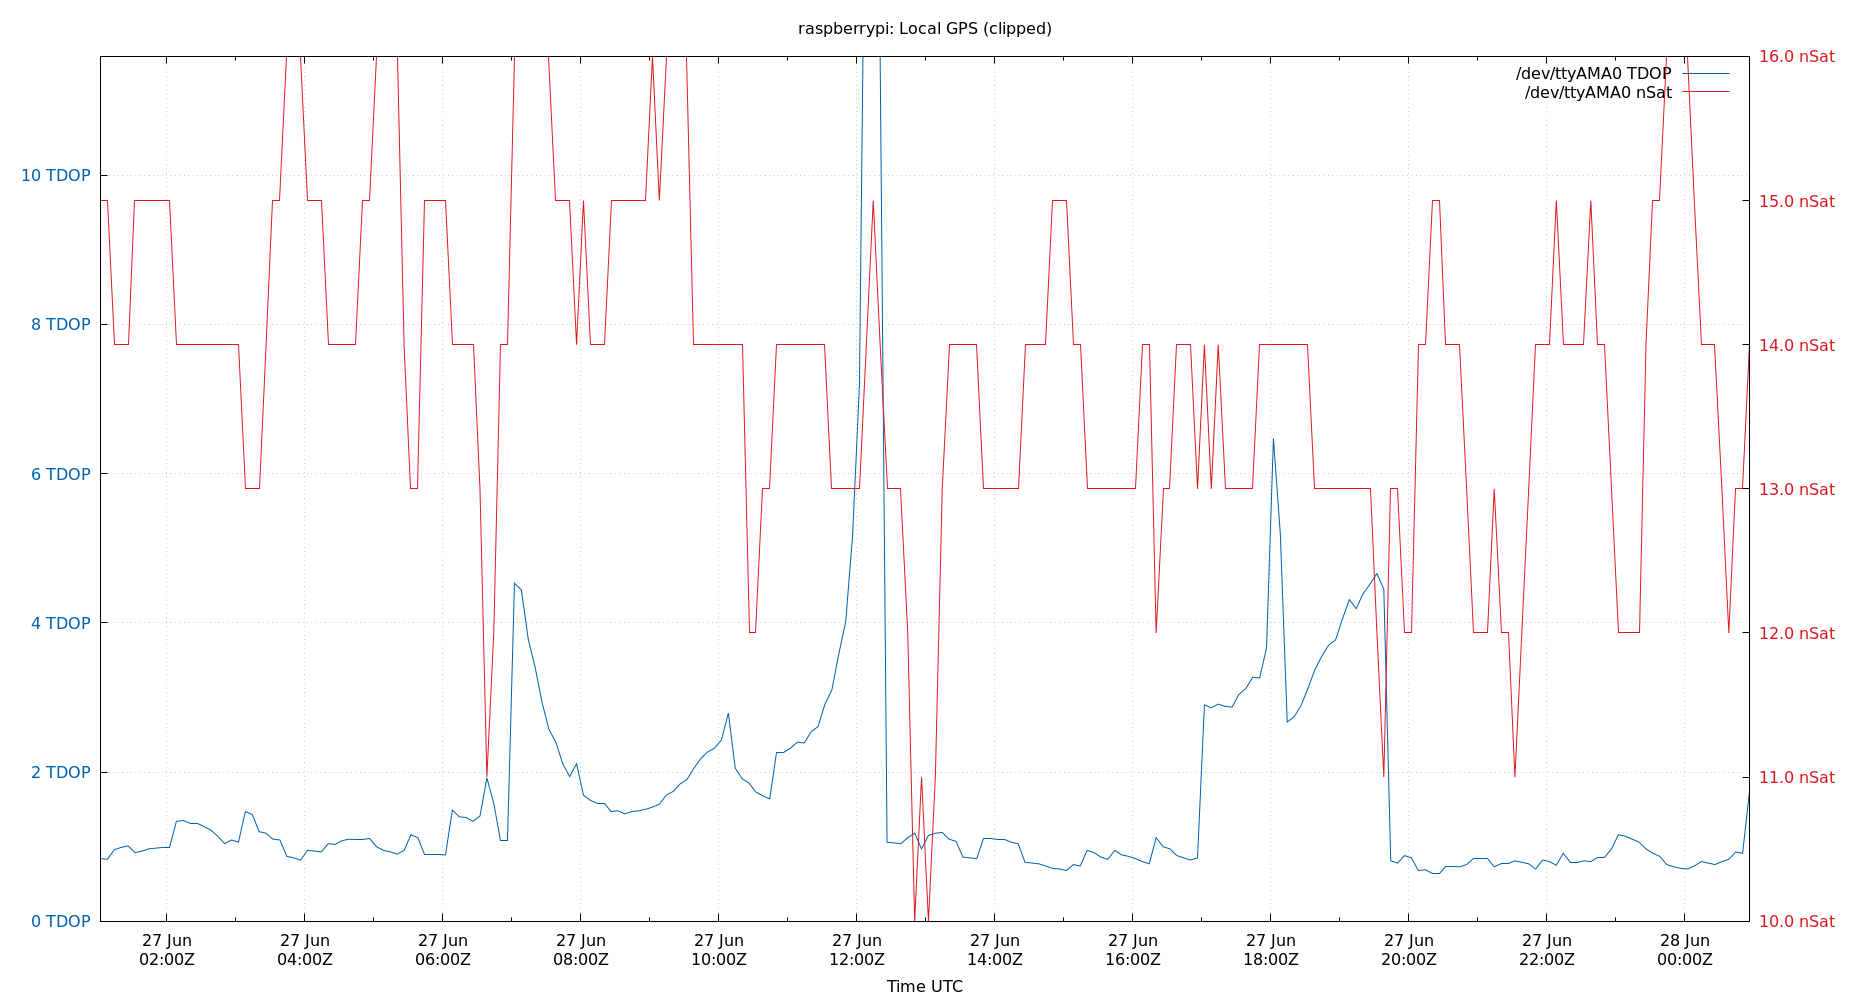 raspberrypi: Local GPS (clipped)
16.0 nSat
/dev/ttyAMA0 TDOP
/dev/ttyAMA0 nSat
10 TDOP
15.0 nSat
8 TDOP
14.0 nSat
6 TDOP
13.0 nSat
4 TDOP
12.0 nSat
2 TDOP
11.0 nSat
0 TDOP
10.0 nSat
27 Jun 27 Jun 27 Jun 27 Jun 27 Jun 27 Jun 27 Jun 27 Jun 27 Jun 27 Jun 27 Jun 28 Jun
02:00Z 04:00Z 06:00Z 08:00Z 10:00Z 12:00Z 14:00Z 16:00Z 18:00Z 20:00Z 22:00Z 00:00Z
Time UTC